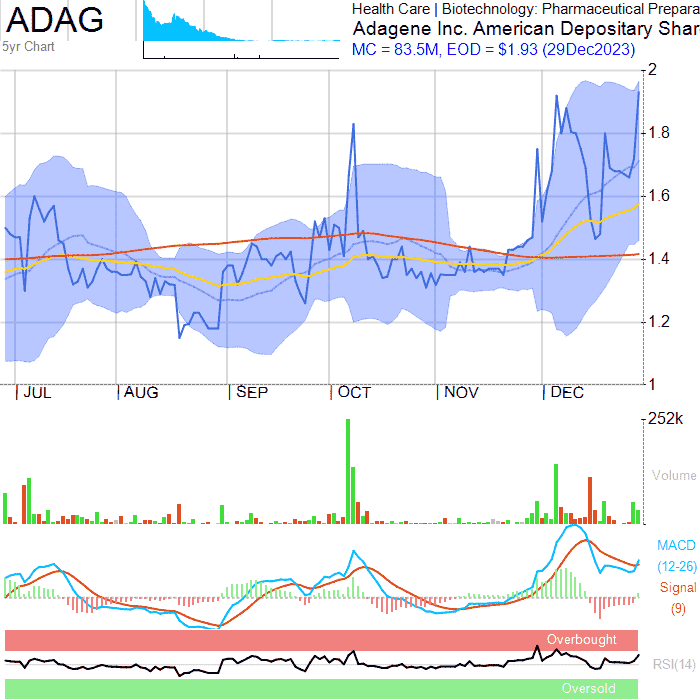 ADAG
5yr Chart
Health Care | Biotechnology: Pharmaceutical Prepara
Adagene Inc. American Depositary Shar
MC = 83.5M, EOD = $1.93 (29Dec2023)
2
1.8
1.6
1.4
1.2
1
JUL
AUG
SEP
OCT
NOV
DEC
252k
Volume
MACD
(12-26)
Signal
(9)
Overbought
RSI(14)
Oversold